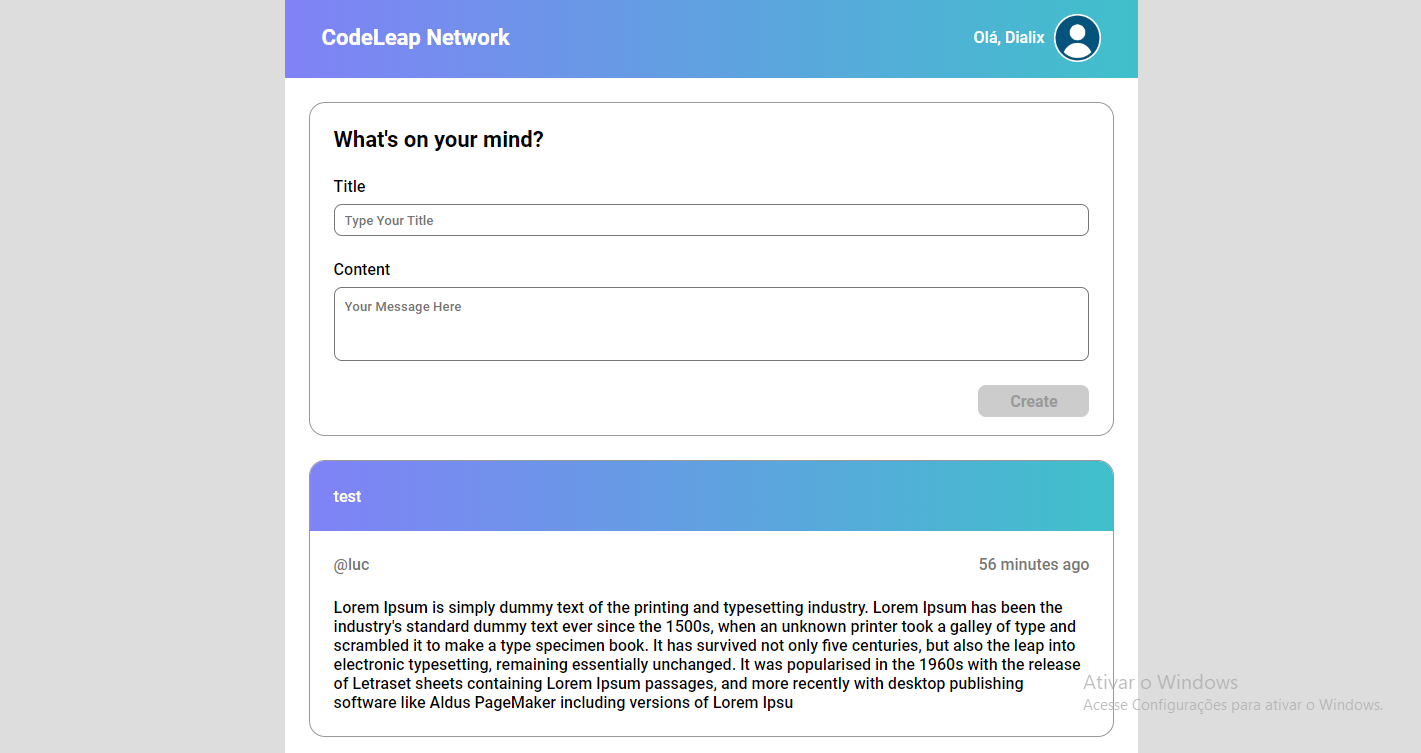 CodeLeap Network
Olá, Dialix
What's on your mind?
Title
Type Your Title
Content
Your Message Here
Create
test
@luc
56 minutes ago
Lorem Ipsum is simply dummy text of the printing and typesetting industry. Lorem Ipsum has been the
industry's standard dummy text ever since the 1500s, when an unknown printer took a galley of type and
scrambled it to make a type specimen book. It has survived not only five centuries, but also the leap into
electronic typesetting, remaining essentially unchanged. It was popularised in the 1960s with the release
of Letraset sheets containing Lorem Ipsum passages, and more recently with desktop publishing
software like Aldus PageMaker including versions of Lorem Ipsu
Ativar o Windows
Acesse Configurações para ativar o Windows.